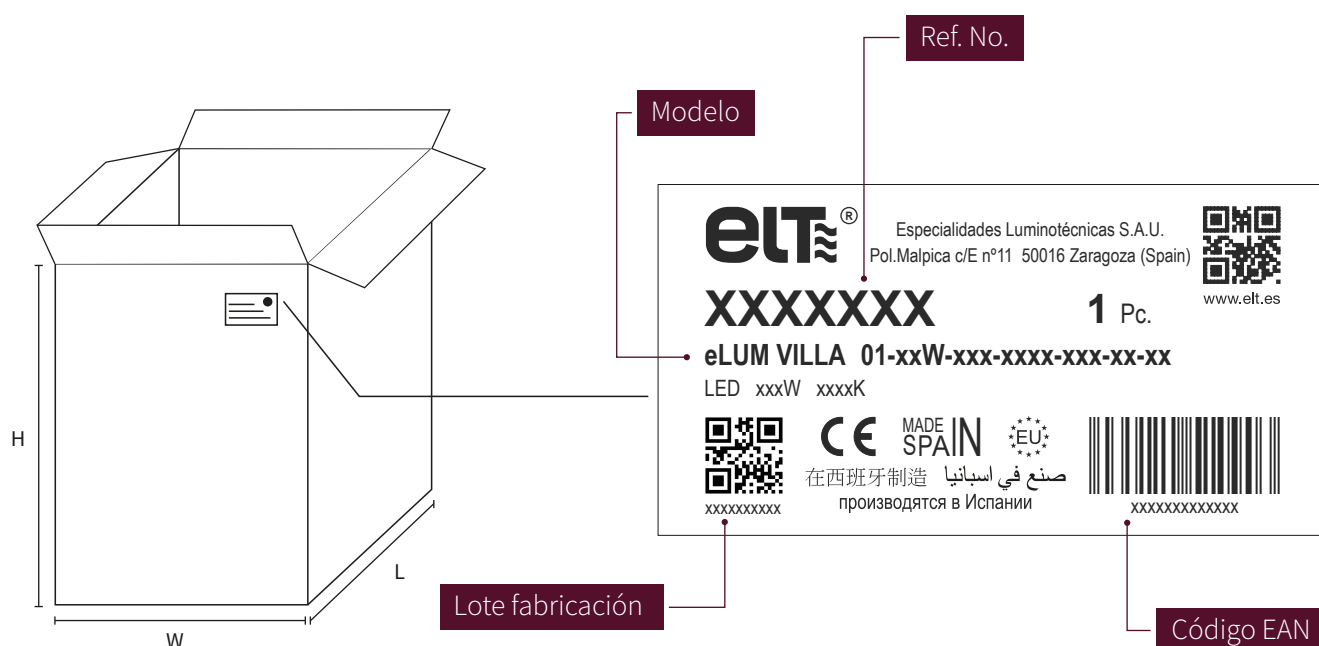 Ref. No.
Modelo
eLT®
Especialidades Luminotécnicas S.A.U.
Pol.Malpica c/E nº11 50016 Zaragoza (Spain)
www.elt.es
XXXXXXX
1 Pc.
eLUM VILLA 01-xxW-xxx-xxxx-xxx-xx-xx
LED xxxW xxxxK
CE
MADE
SPAIN
EU
在西班牙制造 صنع في اسبانيا
производятся в Испании
xxxxxxxxxx
xxxxxxxxxxxxx
H
L
W
Lote fabricación
Código EAN